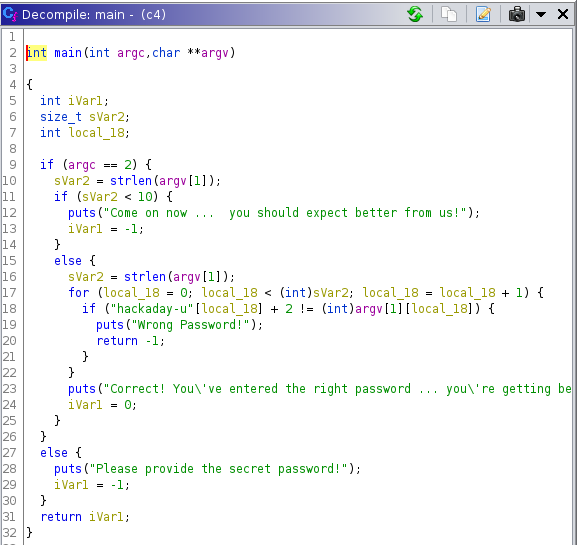 Decompile: main - (c4)
1
2 int main(int argc,char **argv)
3
4 {
5   int iVar1;
6   size_t sVar2;
7   int local_18;
8
9   if (argc == 2) {
10     sVar2 = strlen(argv[1]);
11     if (sVar2 < 10) {
12       puts("Come on now ...  you should expect better from us!");
13       iVar1 = -1;
14     }
15     else {
16       sVar2 = strlen(argv[1]);
17       for (local_18 = 0; local_18 < (int)sVar2; local_18 = local_18 + 1) {
18         if ("hackaday-u"[local_18] + 2 != (int)argv[1][local_18]) {
19           puts("Wrong Password!");
20           return -1;
21         }
22       }
23       puts("Correct! You\'ve entered the right password ... you\'re getting be
24       iVar1 = 0;
25     }
26   }
27   else {
28     puts("Please provide the secret password!");
29     iVar1 = -1;
30   }
31   return iVar1;
32 }